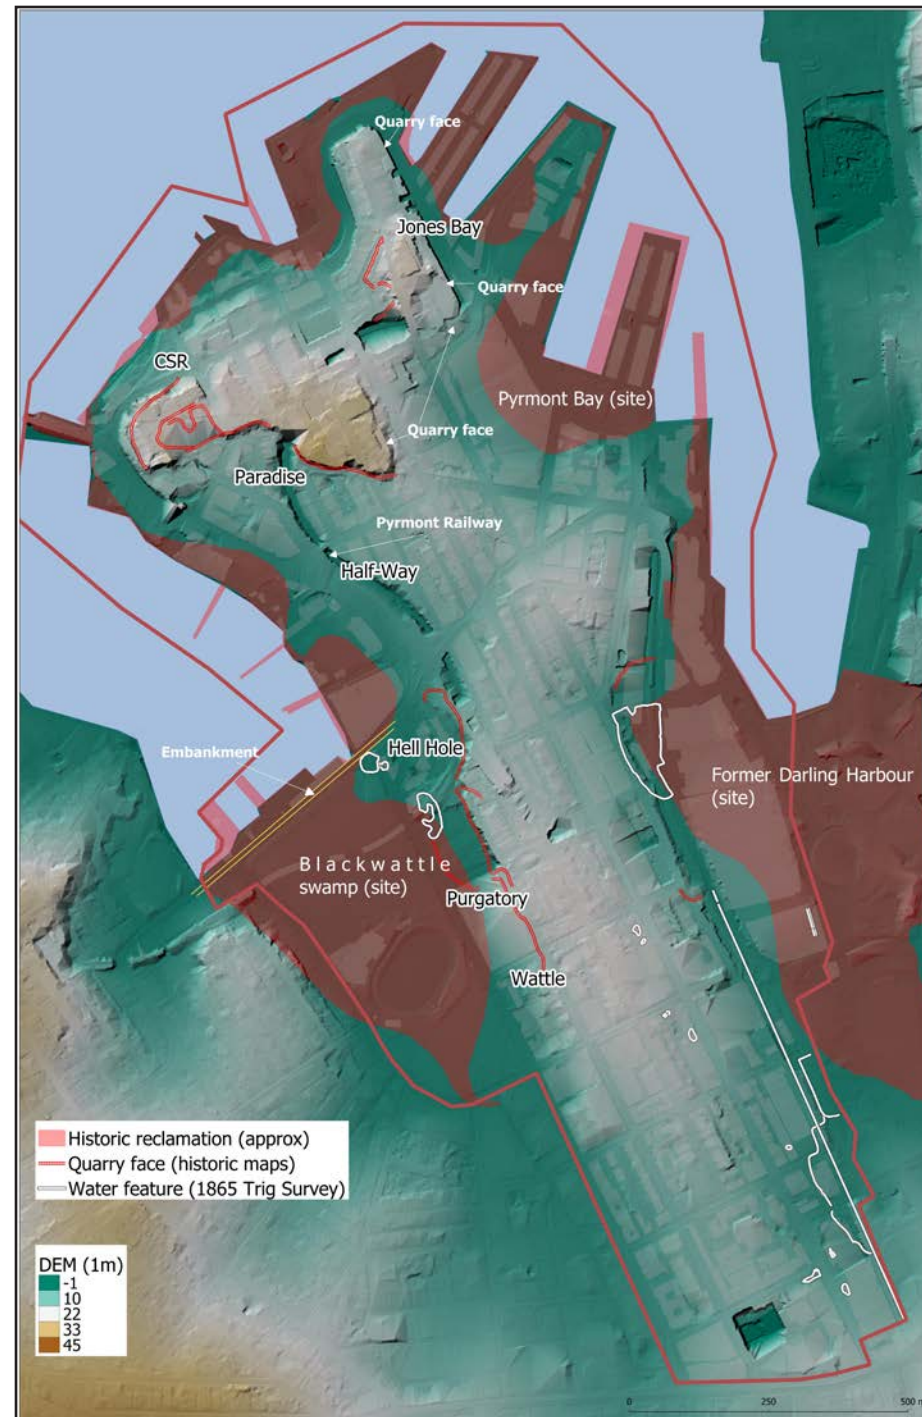 Quarry face
Jones Bay
Quarry face
CSR
Pyrmont Bay (site)
Quarry face
Paradise
Pyrmont Railway
Half-Way
Embankment
Hell Hole
Former Darling Harbour
(site)
Blackwattle
swamp (site)
Purgatory
Wattle
Historic reclamation (approx)
Quarry face (historic maps)
Water feature (1865 Trig Survey)
DEM (1m)
-1
10
22
33
45
0 250 500 m